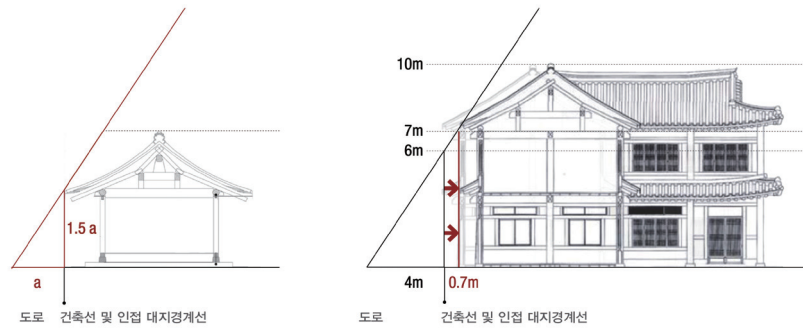 1.5 a
a
도로 건축선 및 인접 대지경계선
10m
7m
6m
4m 0.7m
도로 건축선 및 인접 대지경계선